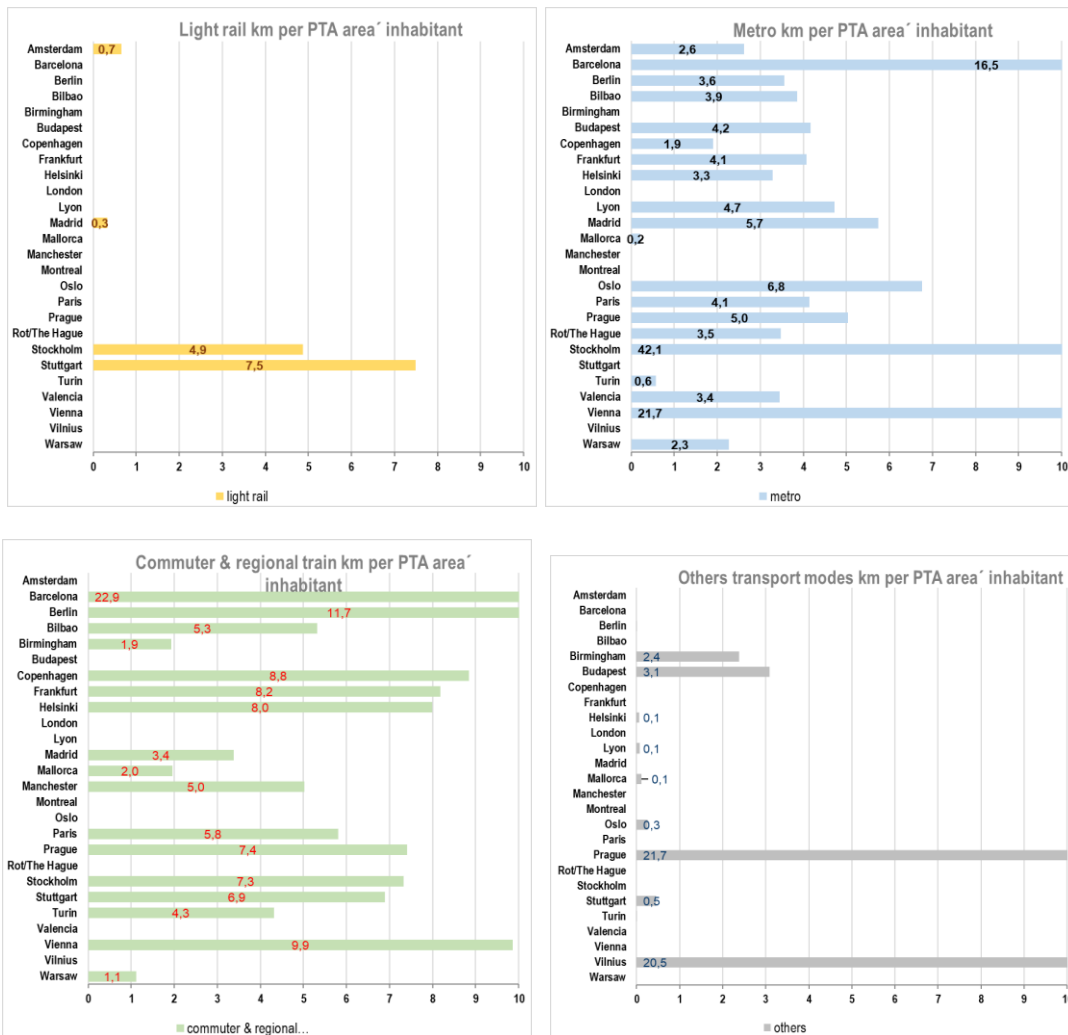 Light rail km per PTA area´ inhabitant
Amsterdam 0,7
Barcelona
Berlin
Bilbao
Birmingham
Budapest
Copenhagen
Frankfurt
Helsinki
London
Lyon
Madrid 0,3
Mallorca
Manchester
Montreal
Oslo
Paris
Prague
Rot/The Hague
Stockholm 4,9
Stuttgart 7,5
Turin
Valencia
Vienna
Vilnius
Warsaw
0 1 2 3 4 5 6 7 8 9 10
light rail
Metro km per PTA area´ inhabitant
Amsterdam 2,6
Barcelona 16,5
Berlin 3,6
Bilbao 3,9
Birmingham
Budapest 4,2
Copenhagen 1,9
Frankfurt 4,1
Helsinki 3,3
London
Lyon 4,7
Madrid 5,7
Mallorca 0,2
Manchester
Montreal
Oslo 6,8
Paris 4,1
Prague 5,0
Rot/The Hague 3,5
Stockholm 42,1
Stuttgart
Turin 0,6
Valencia 3,4
Vienna 21,7
Vilnius
Warsaw 2,3
0 1 2 3 4 5 6 7 8 9 10
metro
Commuter & regional train km per PTA area´
inhabitant
Amsterdam
Barcelona 22,9
Berlin 11,7
Bilbao 5,3
Birmingham 1,9
Budapest
Copenhagen 8,8
Frankfurt 8,2
Helsinki 8,0
London
Lyon
Madrid 3,4
Mallorca 2,0
Manchester 5,0
Montreal
Oslo
Paris 5,8
Prague 7,4
Rot/The Hague
Stockholm 7,3
Stuttgart 6,9
Turin 4,3
Valencia
Vienna 9,9
Vilnius
Warsaw 1,1
0 1 2 3 4 5 6 7 8 9 10
commuter & regional...
Others transport modes km per PTA area´ inhabitant
Amsterdam
Barcelona
Berlin
Bilbao
Birmingham 2,4
Budapest 3,1
Copenhagen
Frankfurt
Helsinki 0,1
London
Lyon 0,1
Madrid
Mallorca 0,1
Manchester
Montreal
Oslo 0,3
Paris
Prague 21,7
Rot/The Hague
Stockholm
Stuttgart 0,5
Turin
Valencia
Vienna
Vilnius 20,5
Warsaw
0 1 2 3 4 5 6 7 8 9 10
others